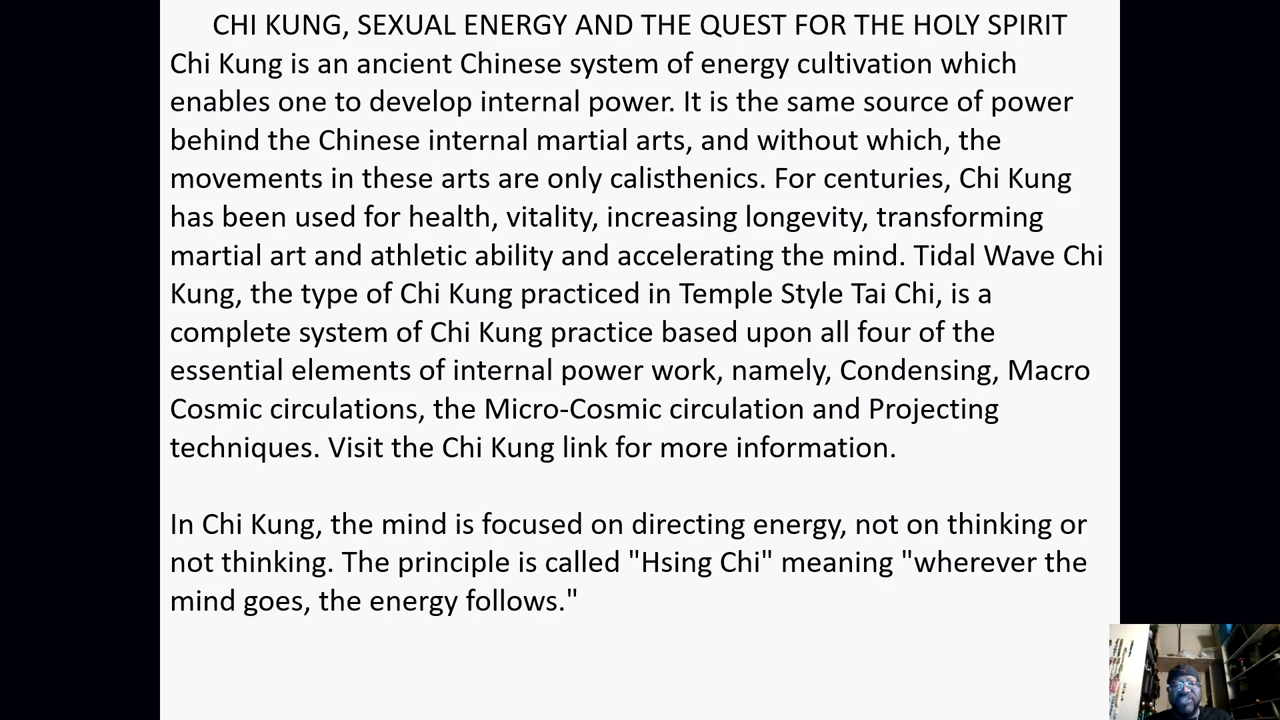 CHI KUNG, SEXUAL ENERGY AND THE QUEST FOR THE HOLY SPIRIT
Chi Kung is an ancient Chinese system of energy cultivation which
enables one to develop internal power. It is the same source of power
behind the Chinese internal martial arts, and without which, the
movements in these arts are only calisthenics. For centuries, Chi Kung
has been used for health, vitality, increasing longevity, transforming
martial art and athletic ability and accelerating the mind. Tidal Wave Chi
Kung, the type of Chi Kung practiced in Temple Style Tai Chi, is a
complete system of Chi Kung practice based upon all four of the
essential elements of internal power work, namely, Condensing, Macro
Cosmic circulations, the Micro-Cosmic circulation and Projecting
techniques. Visit the Chi Kung link for more information.
In Chi Kung, the mind is focused on directing energy, not on thinking or
not thinking. The principle is called "Hsing Chi" meaning "wherever the
mind goes, the energy follows."